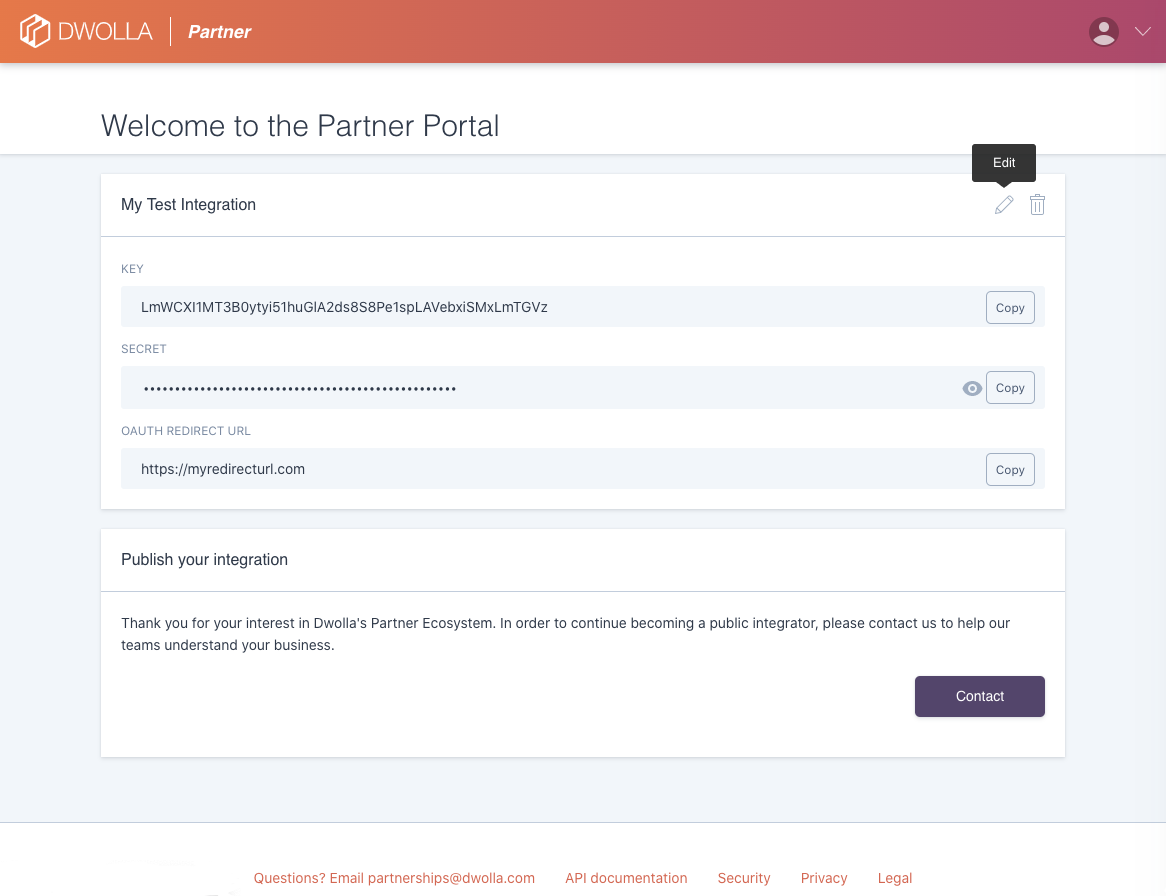 DWOLLA Partner
Welcome to the Partner Portal
Edit
My Test Integration
KEY
LmWCXI1MT3B0ytyi51huGlA2ds8S8Pe1spLAVebxiSMxLmTGVz Copy
SECRET
•••••••••••••••••••••••••••••••••••••••••••••••••• Copy
OAUTH REDIRECT URL
https://myredirecturl.com Copy
Publish your integration
Thank you for your interest in Dwolla's Partner Ecosystem. In order to continue becoming a public integrator, please contact us to help our
teams understand your business.
Contact
Questions? Email partnerships@dwolla.com API documentation Security Privacy Legal